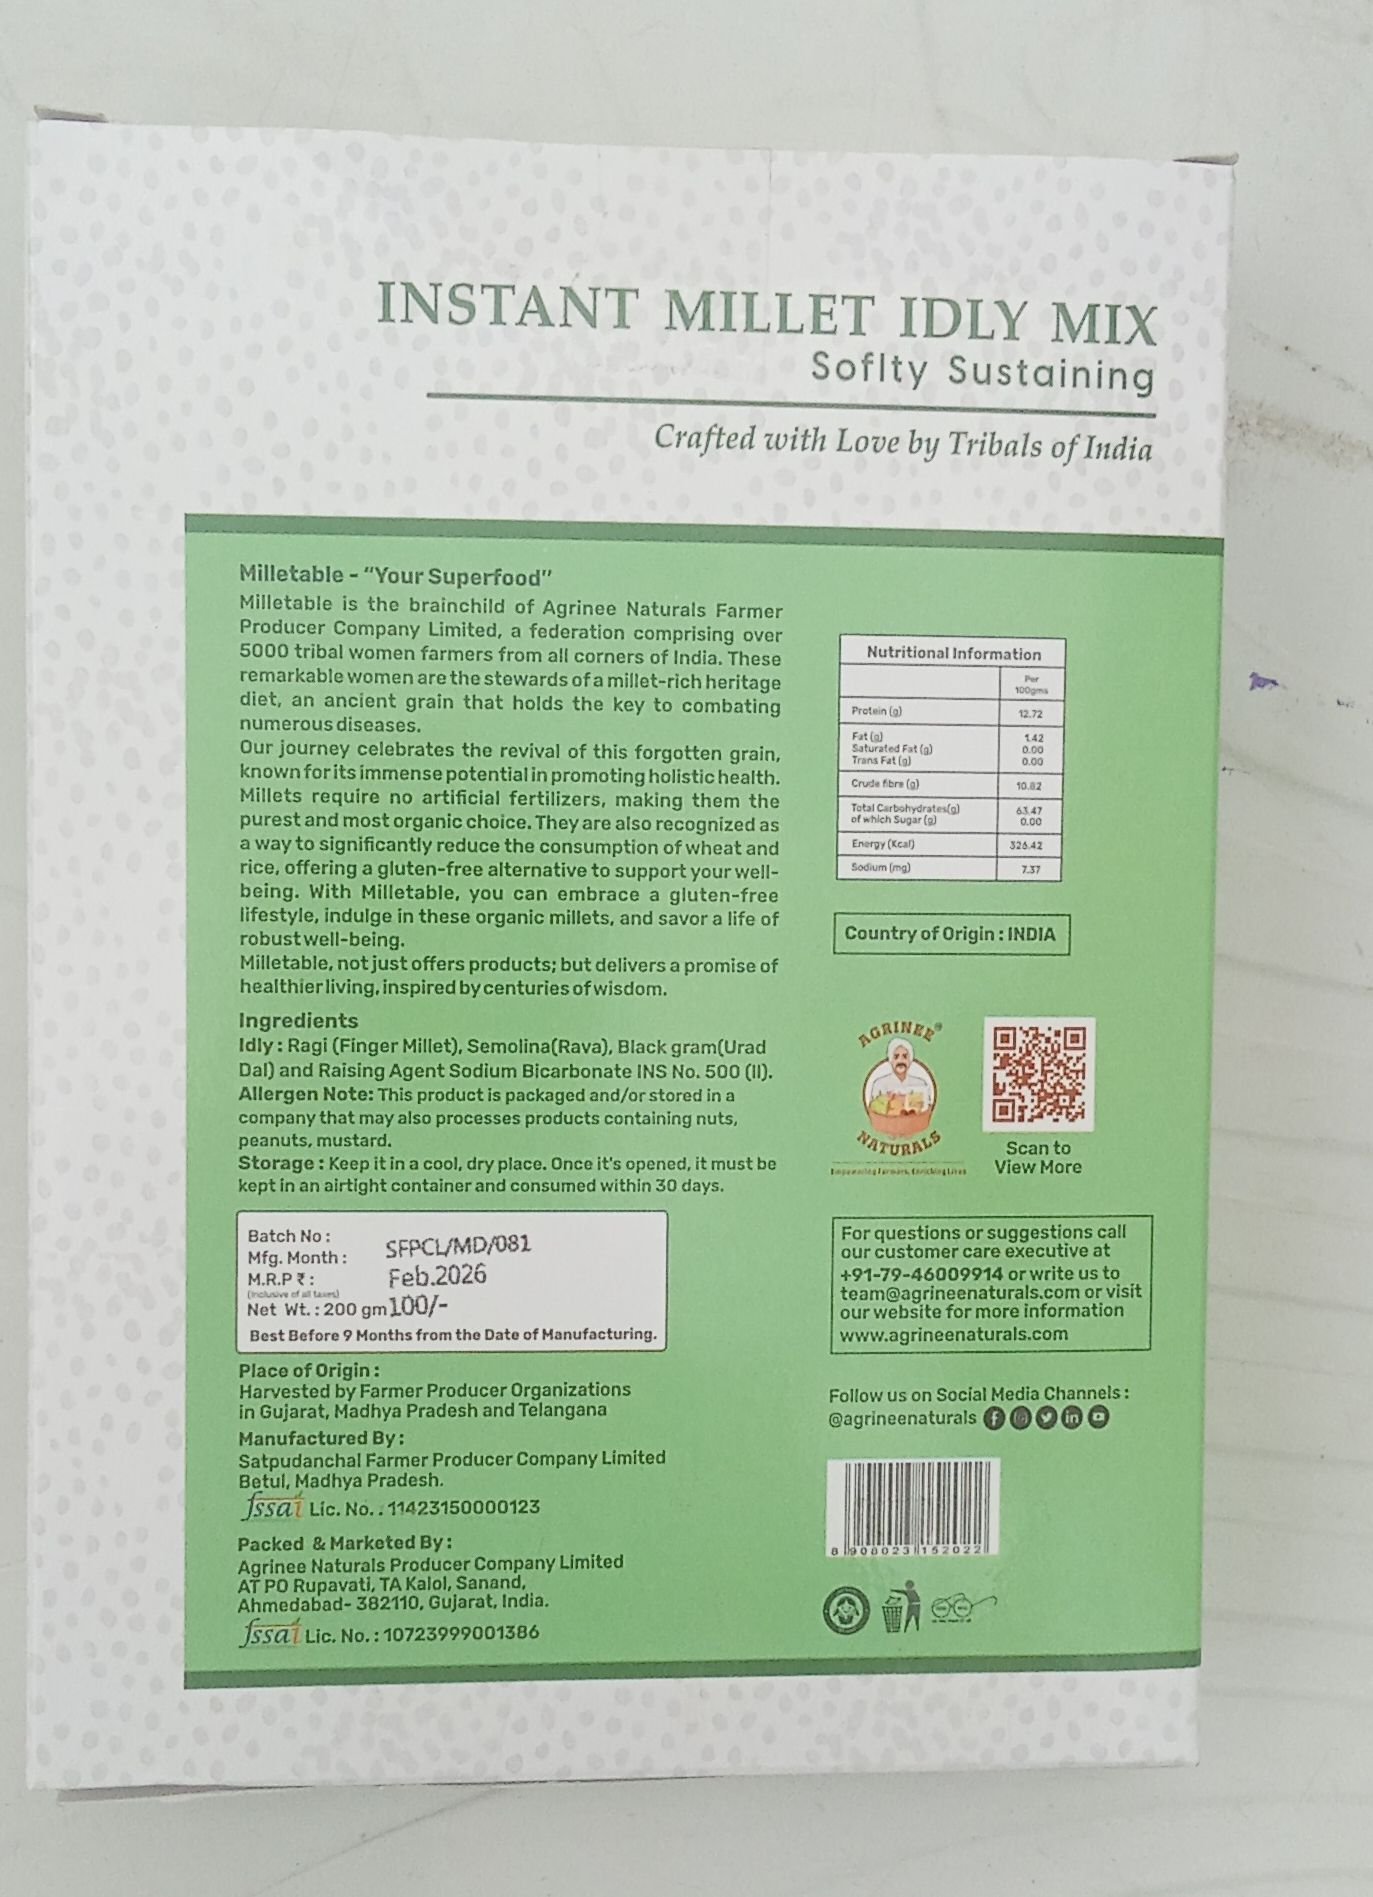 INSTANT MILLET IDLY MIX
Soflty Sustaining
Crafted with Love by Tribals of India
Milletable - "Your Superfood"
Milletable is the brainchild of Agrinee Naturals Farmer
Producer Company Limited, a federation comprising over
5000 tribal women farmers from all corners of India. These
remarkable women are the stewards of a millet-rich heritage
diet, an ancient grain that holds the key to combating
numerous diseases.
Our journey celebrates the revival of this forgotten grain,
known for its immense potential in promoting holistic health.
Millets require no artificial fertilizers, making them the
purest and most organic choice. They are also recognized as
a way to significantly reduce the consumption of wheat and
rice, offering a gluten-free alternative to support your well-
being. With Milletable, you can embrace a gluten-free
lifestyle, indulge in these organic millets, and savor a life of
robust well-being.
Milletable, not just offers products; but delivers a promise of
healthier living, inspired by centuries of wisdom.
Ingredients
Idly : Ragi (Finger Millet), Semolina(Rava), Black gram(Urad
Dal) and Raising Agent Sodium Bicarbonate INS No. 500 (II).
Allergen Note: This product is packaged and/or stored in a
company that may also processes products containing nuts,
peanuts, mustard.
Storage : Keep it in a cool, dry place. Once it's opened, it must be
kept in an airtight container and consumed within 30 days.
Batch No : SFPCL/MD/081
Mfg. Month : Feb.2026
M.R.P ₹ :
(Inclusive of all taxes)
Net Wt. : 200 gm 100/-
Best Before 9 Months from the Date of Manufacturing.
Place of Origin :
Harvested by Farmer Producer Organizations
in Gujarat, Madhya Pradesh and Telangana
Manufactured By :
Satpudanchal Farmer Producer Company Limited
Betul, Madhya Pradesh.
fssai Lic. No. : 11423150000123
Packed & Marketed By :
Agrinee Naturals Producer Company Limited
AT PO Rupavati, TA Kalol, Sanand,
Ahmedabad- 382110, Gujarat, India.
fssai Lic. No. : 10723999001386
Nutritional Information
Per
100gms
Protein (g) 12.72
Fat (g) 1.42
Saturated Fat (g) 0.00
Trans Fat (g) 0.00
Crude fibre (g) 10.82
Total Carbohydrates(g) 63.47
of which Sugar (g) 0.00
Energy (Kcal) 326.42
Sodium (mg) 7.37
Country of Origin : INDIA
AGRINEE®
NATURALS
Empowering Farmers, Enriching Lives
Scan to
View More
For questions or suggestions call
our customer care executive at
+91-79-46009914 or write us to
team@agrineenaturals.com or visit
our website for more information
www.agrineenaturals.com
Follow us on Social Media Channels :
@agrineenaturals
8 908023 152022